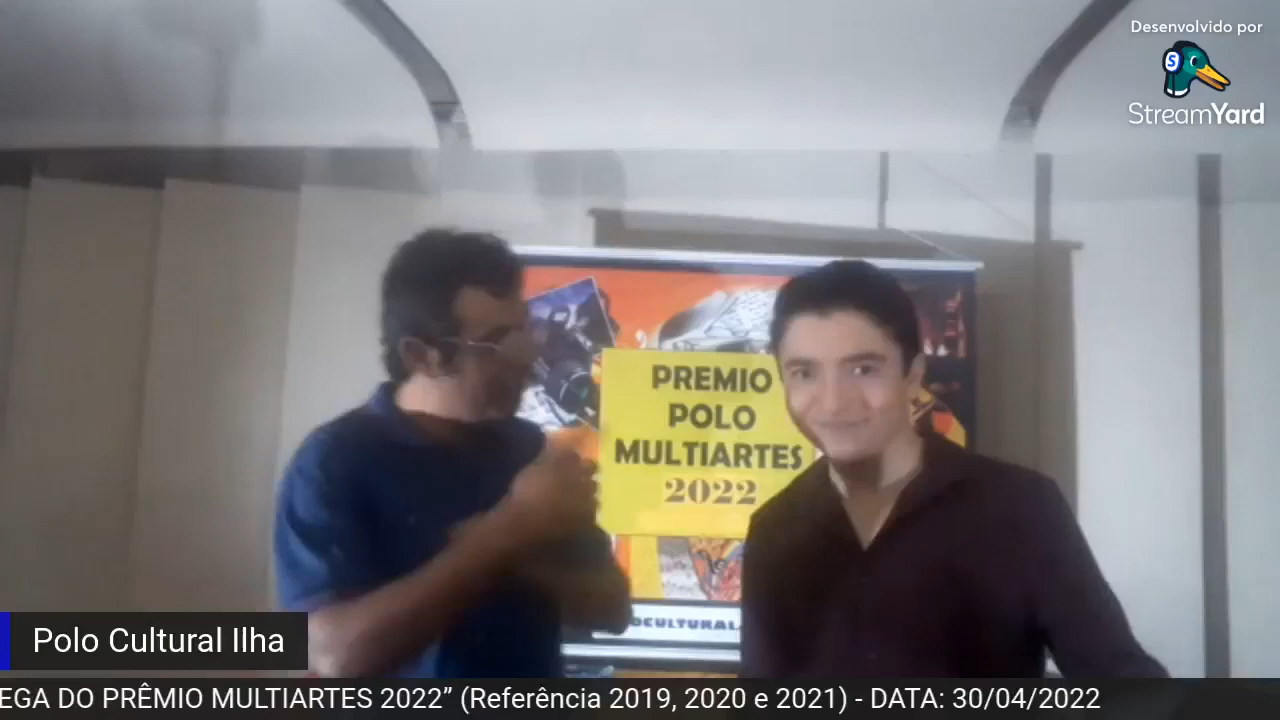 Desenvolvido por
StreamYard
PREMIO
POLO
MULTIARTES
2022
Polo Cultural Ilha
EGA DO PRÊMIO MULTIARTES 2022” (Referência 2019, 2020 e 2021) - DATA: 30/04/2022